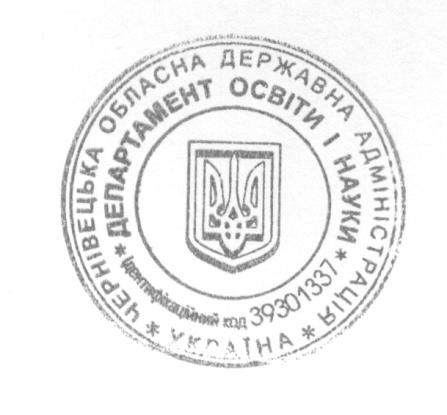 ЧЕРНІВЕЦЬКА ОБЛАСНА ДЕРЖАВНА АДМІНІСТРАЦІЯ
* УКРАЇНА *
ДЕПАРТАМЕНТ ОСВІТИ І НАУКИ
* Ідентифікаційний код 39301337 *